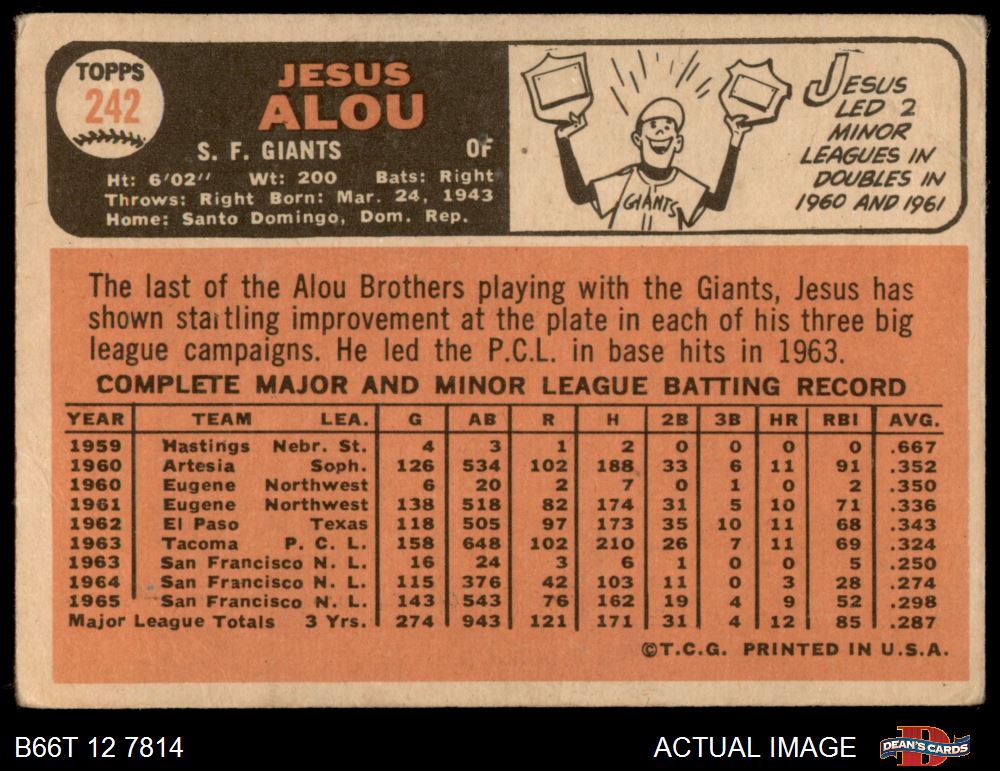 TOPPS
242
JESUS
ALOU
S. F. GIANTS OF
Ht: 6'02" Wt: 200 Bats: Right
Throws: Right Born: Mar. 24, 1943
Home: Santo Domingo, Dom. Rep.
GIANTS
JESUS
LED 2
MINOR
LEAGUES IN
DOUBLES IN
1960 AND 1961
The last of the Alou Brothers playing with the Giants, Jesus has
shown startling improvement at the plate in each of his three big
league campaigns. He led the P.C.L. in base hits in 1963.
COMPLETE MAJOR AND MINOR LEAGUE BATTING RECORD
YEAR TEAM LEA. G AB R H 2B 3B HR RBI AVG.
1959 Hastings Nebr. St. 4 3 1 2 0 0 0 0 .667
1960 Artesia Soph. 126 534 102 188 33 6 11 91 .352
1960 Eugene Northwest 6 20 2 7 0 1 0 2 .350
1961 Eugene Northwest 138 518 82 174 31 5 10 71 .336
1962 El Paso Texas 118 505 97 173 35 10 11 68 .343
1963 Tacoma P. C. L. 158 648 102 210 26 7 11 69 .324
1963 San Francisco N. L. 16 24 3 6 1 0 0 5 .250
1964 San Francisco N. L. 115 376 42 103 11 0 3 28 .274
1965 San Francisco N. L. 143 543 76 162 19 4 9 52 .298
Major League Totals 3 Yrs. 274 943 121 171 31 4 12 85 .287
©T.C.G. PRINTED IN U.S.A.
B66T 12 7814
ACTUAL IMAGE
DEAN'S CARDS